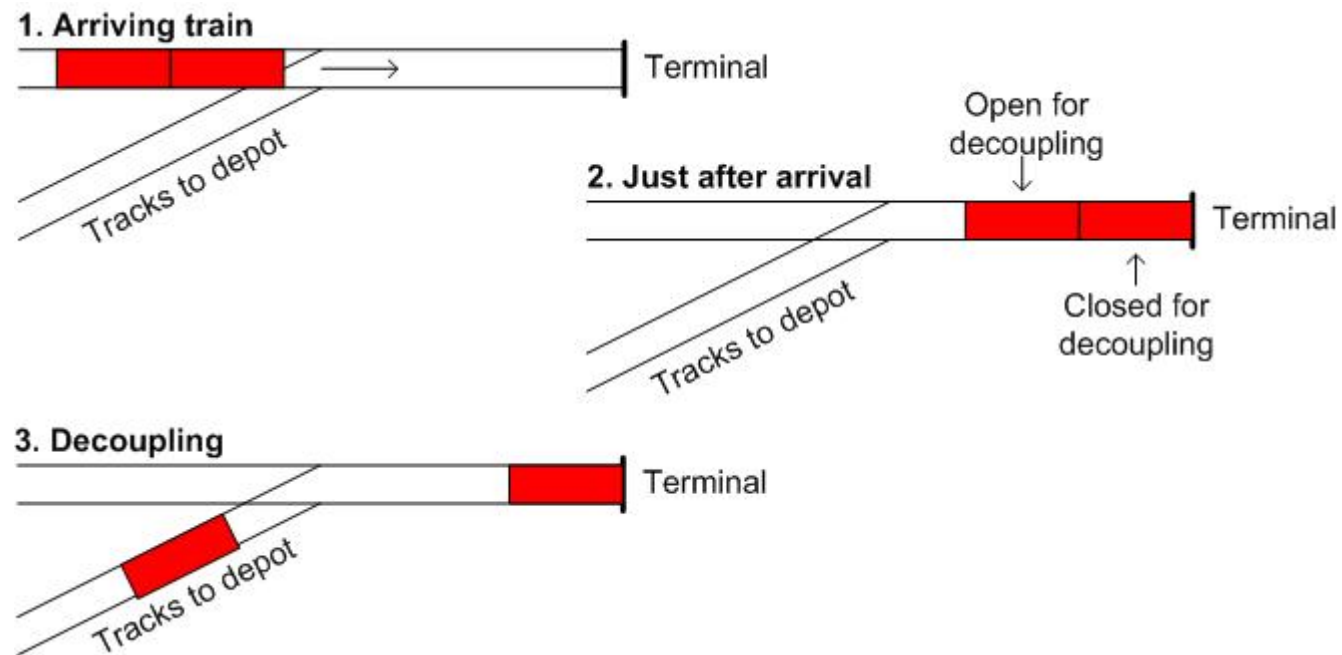 1. Arriving train
Terminal
Tracks to depot
Open for
decoupling
2. Just after arrival
Terminal
Tracks to depot
Closed for
decoupling
3. Decoupling
Terminal
Tracks to depot